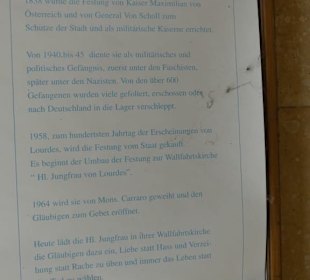 1838 wurde die Festung von Kaiser Maximilian von
Österreich und von General Von Scholl zum
Schutze der Stadt und als militärische Kaserne errichtet.
Von 1940 bis 45 diente sie als militärisches und
politisches Gefängnis, zuerst unter den Faschisten,
später unter den Nazisten. Von den über 600
Gefangenen wurden viele gefoliert, erschossen oder
nach Deutschland in die Lager verschleppt.
1958, zum hundertsten Jahrtag der Erscheinungen von
Lourdes, wird die Festung vom Staat gekauft.
Es beginnt der Umbau der Festung zur Wallfahrtskirche
“ Hl. Jungfrau von Lourdes”
1964 wird sie von Mons. Carraro geweiht und den
Gläubigen zum Gebet eröffnet.
Heute lädt die Hl. Jungfrau in ihrer Wallfahrtskirche
die Gläubigen dazu ein, Liebe statt Hass und Verzei-
hung statt Rache zu üben und immer das Leben statt
wählen.